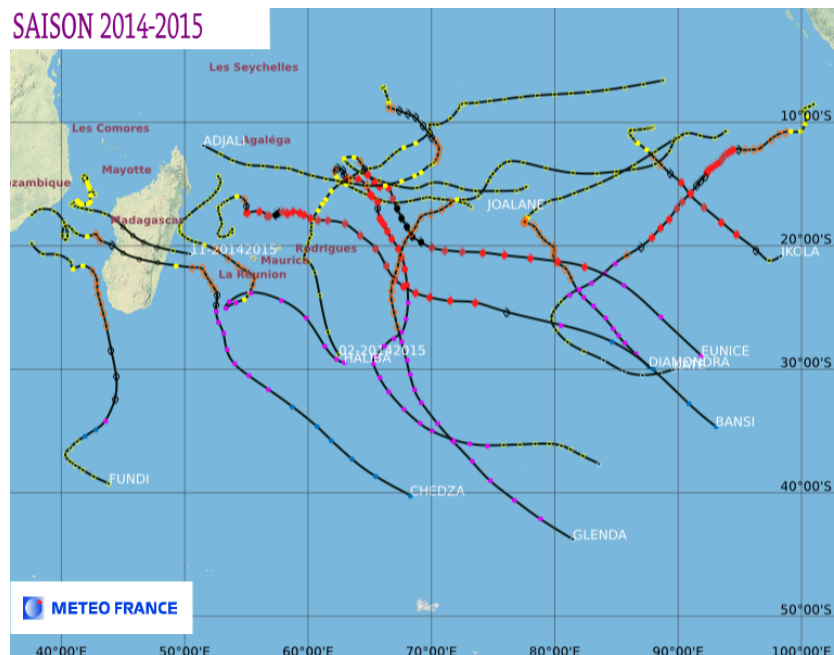 SAISON 2014-2015
Les Seychelles
10°00'S
Les Comores
ADJALI
Agaléga
Mayotte
ozambique
JOALANE
Madagascar
20°00'S
11-20142015
Rodrigues
IKOLA
Maurice
La Réunion
02-20142015
EUNICE
HALIBA
30°00'S
DIAMONDRA
KATE
BANSI
FUNDI
CHEDZA
40°00'S
GLENDA
METEO FRANCE
50°00'S
40°00'E 50°00'E 60°00'E 70°00'E 80°00'E 90°00'E 100°00'E